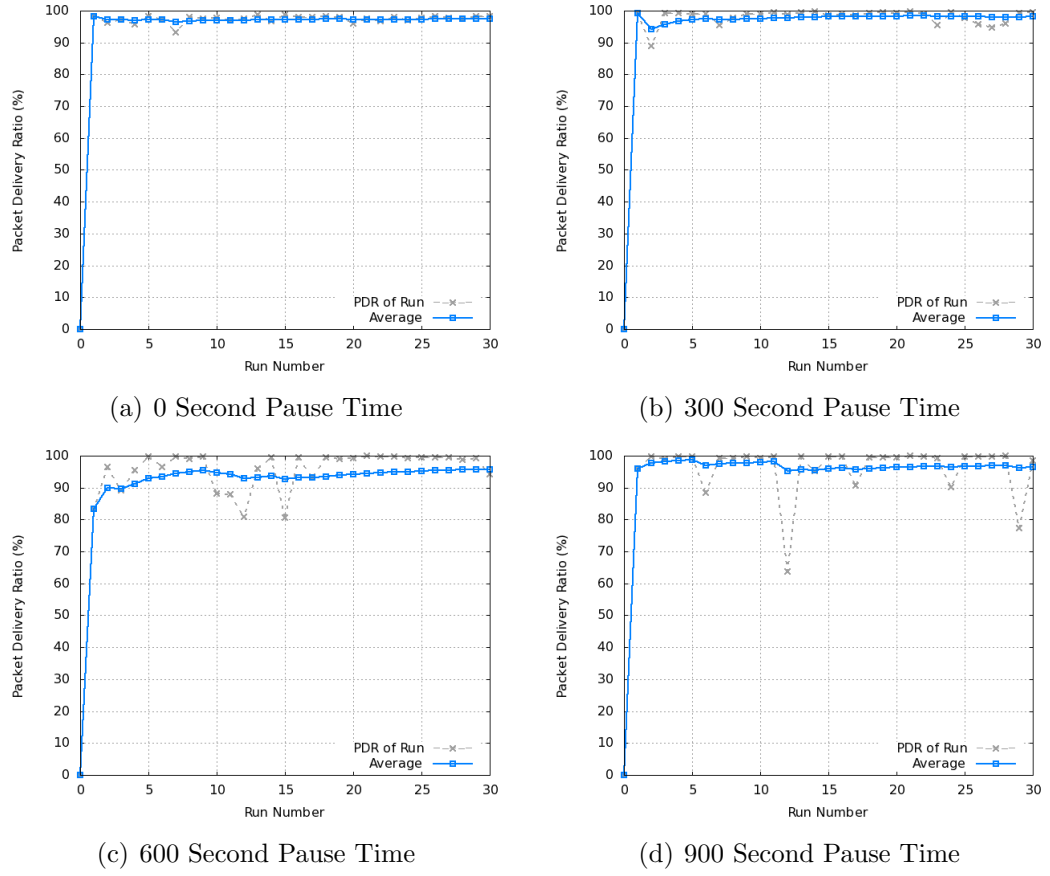 100
90
80
70
60
50
40
30
20
10
0
Packet Delivery Ratio (%)
PDR of Run
Average
0 5 10 15 20 25 30
Run Number
(a) 0 Second Pause Time
100
90
80
70
60
50
40
30
20
10
0
Packet Delivery Ratio (%)
PDR of Run
Average
0 5 10 15 20 25 30
Run Number
(b) 300 Second Pause Time
100
90
80
70
60
50
40
30
20
10
0
Packet Delivery Ratio (%)
PDR of Run
Average
0 5 10 15 20 25 30
Run Number
(c) 600 Second Pause Time
100
90
80
70
60
50
40
30
20
10
0
Packet Delivery Ratio (%)
PDR of Run
Average
0 5 10 15 20 25 30
Run Number
(d) 900 Second Pause Time